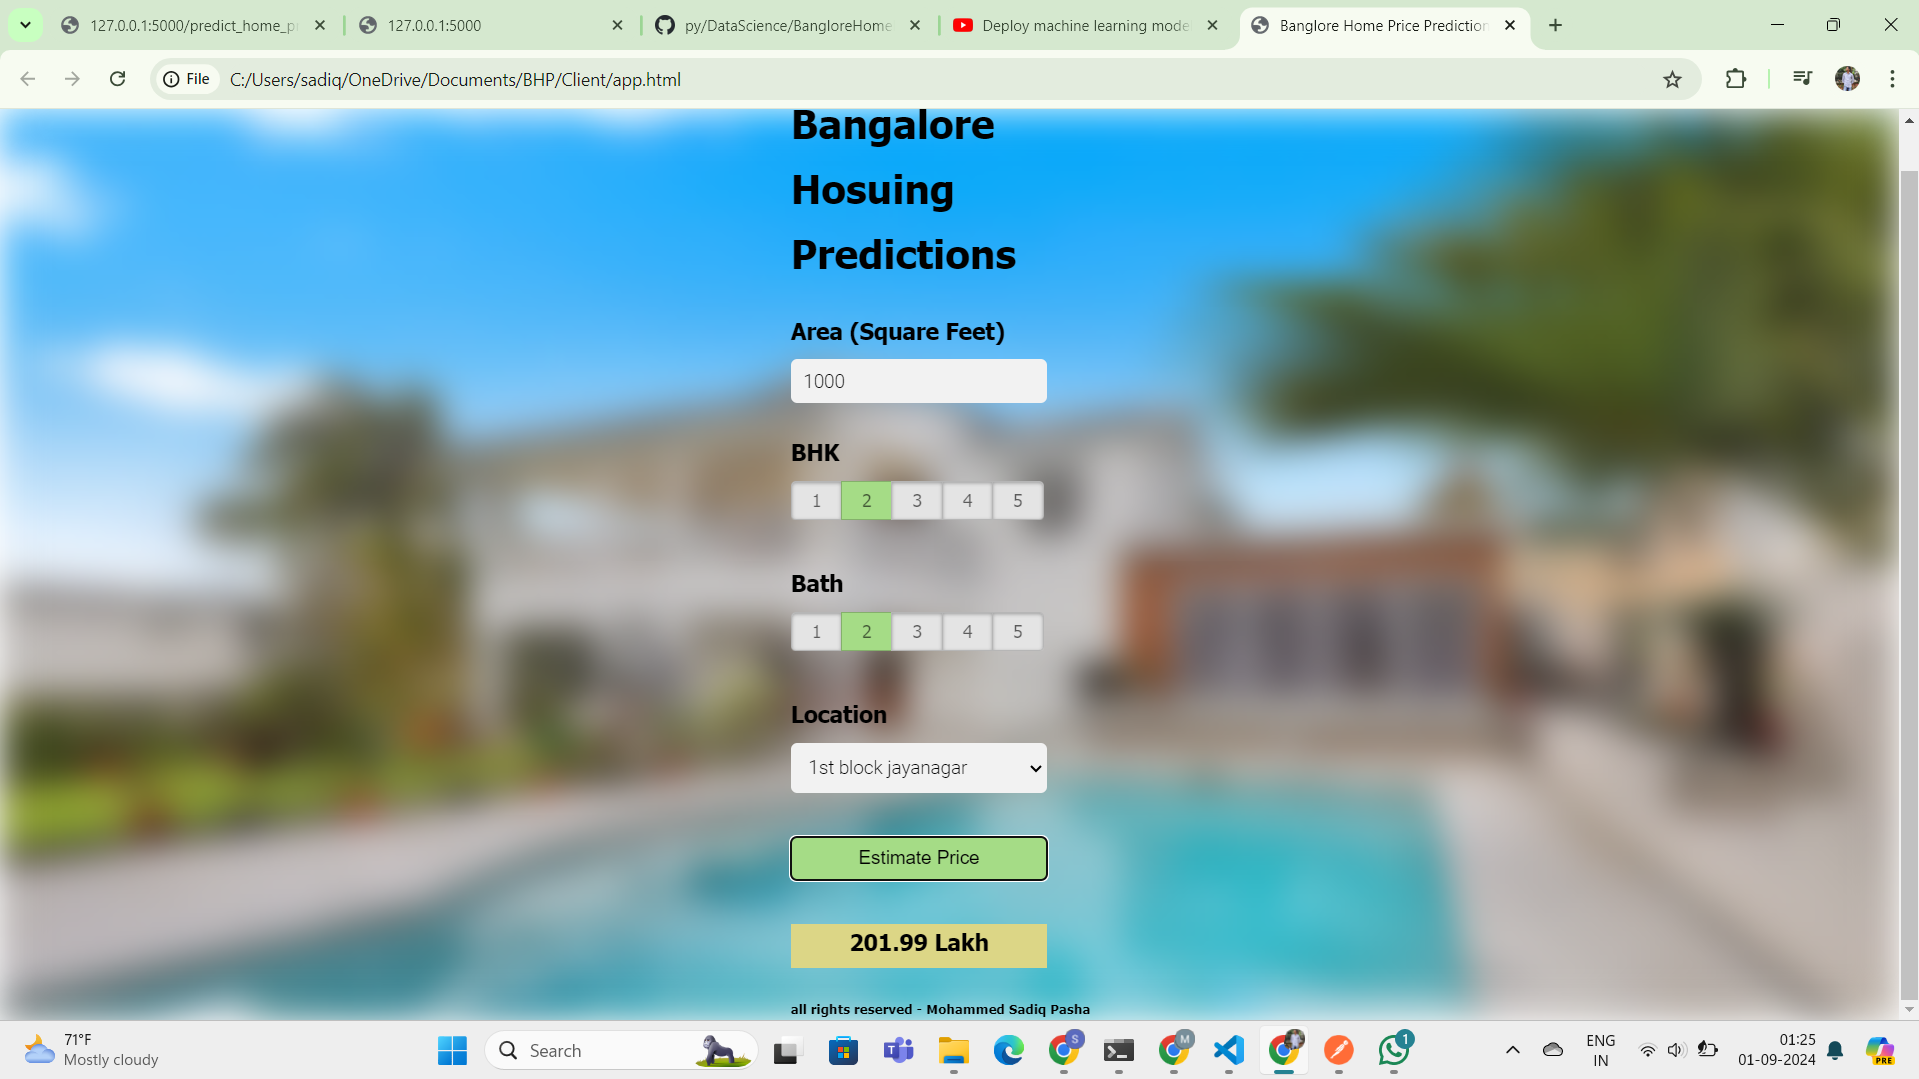 127.0.0.1:5000/predict_home_pr
127.0.0.1:5000
py/DataScience/BangloreHome
Deploy machine learning mode
Banglore Home Price Prediction
File
C:/Users/sadiq/OneDrive/Documents/BHP/Client/app.html
Bangalore
Hosuing
Predictions
Area (Square Feet)
1000
BHK
1 2 3 4 5
Bath
1 2 3 4 5
Location
1st block jayanagar
Estimate Price
201.99 Lakh
all rights reserved - Mohammed Sadiq Pasha
71°F
Mostly cloudy
Search
S
M
1
ENG
IN
01:25
01-09-2024
PRE